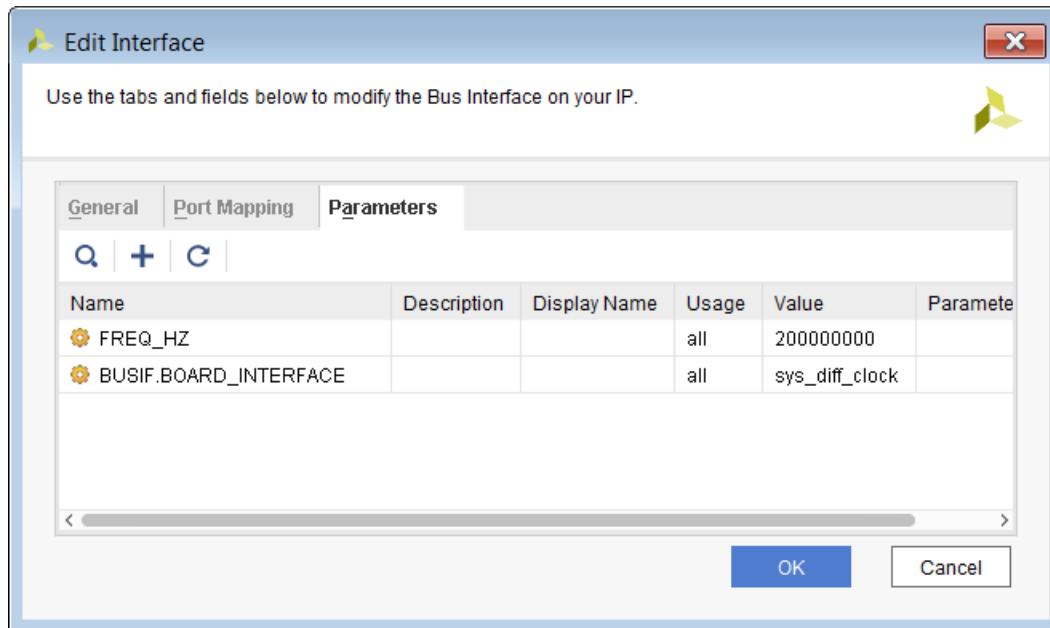 Edit Interface
Use the tabs and fields below to modify the Bus Interface on your IP.
General Port Mapping Parameters
Name Description Display Name Usage Value Paramete
FREQ_HZ all 200000000
BUSIF.BOARD_INTERFACE all sys_diff_clock
OK Cancel